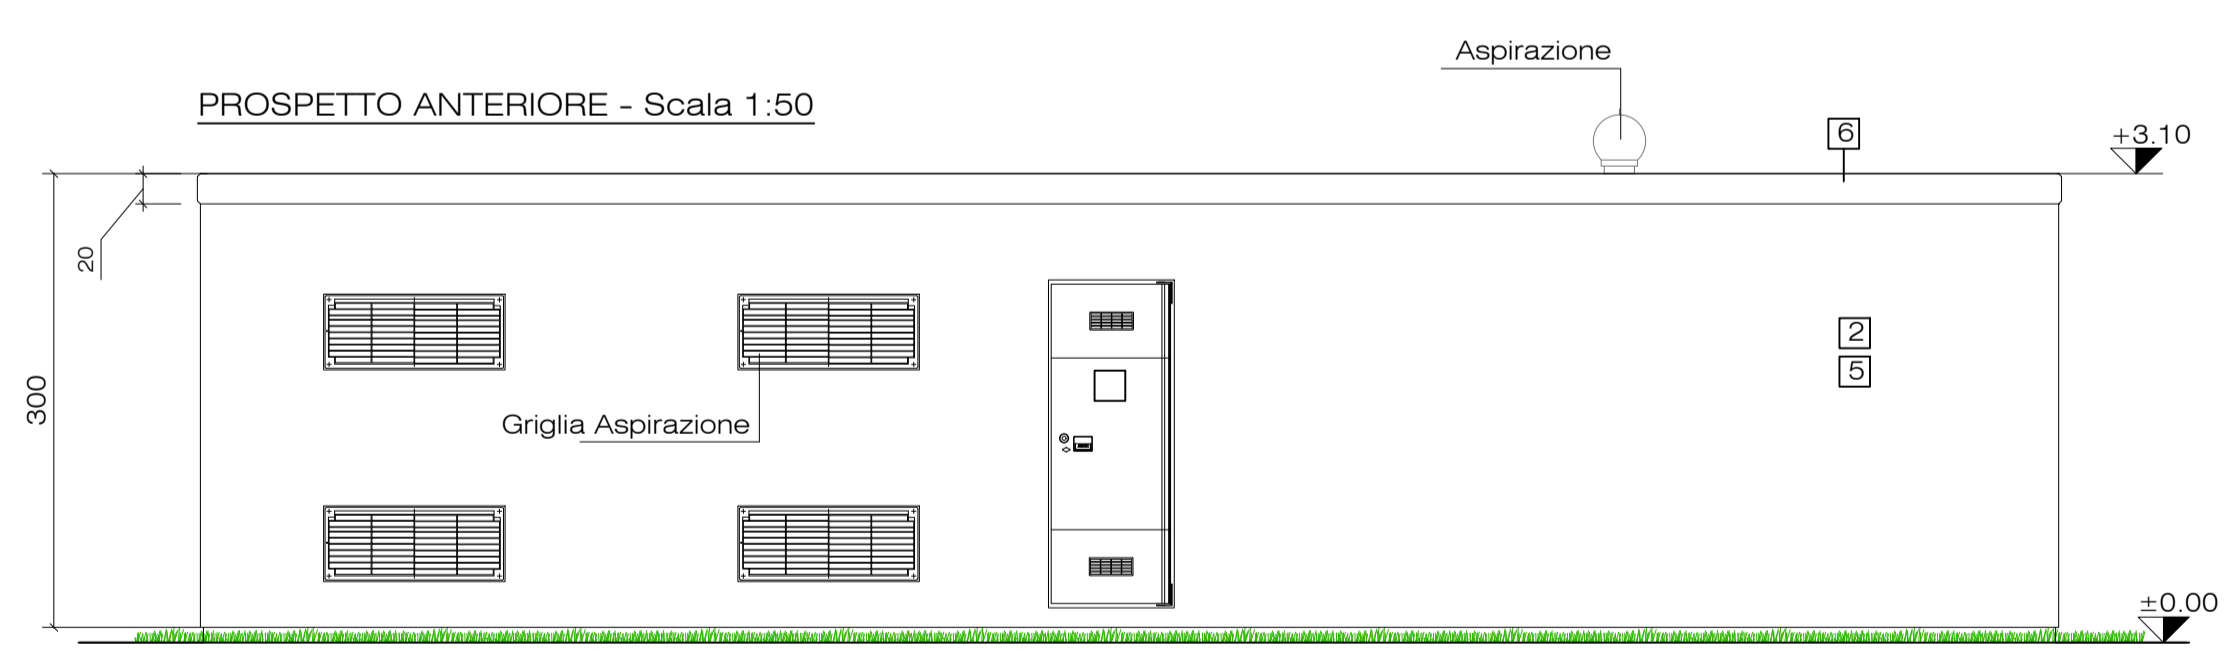 Aspirazione
PROSPETTO ANTERIORE - Scala 1:50
6
+3.10
20
2
5
300
Griglia Aspirazione
±0.00